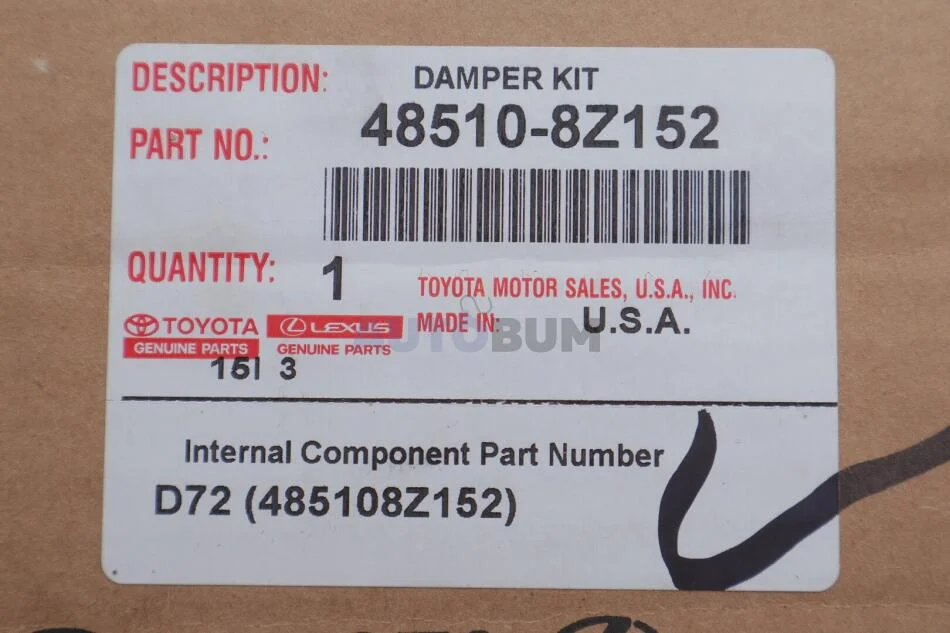 DESCRIPTION: DAMPER KIT
PART NO.: 48510-8Z152
QUANTITY: 1
TOYOTA MOTOR SALES, U.S.A., INC.
MADE IN: U.S.A.
TOYOTA LEXUS
GENUINE PARTS GENUINE PARTS
AUTOBUM
15I 3
Internal Component Part Number
D72 (485108Z152)